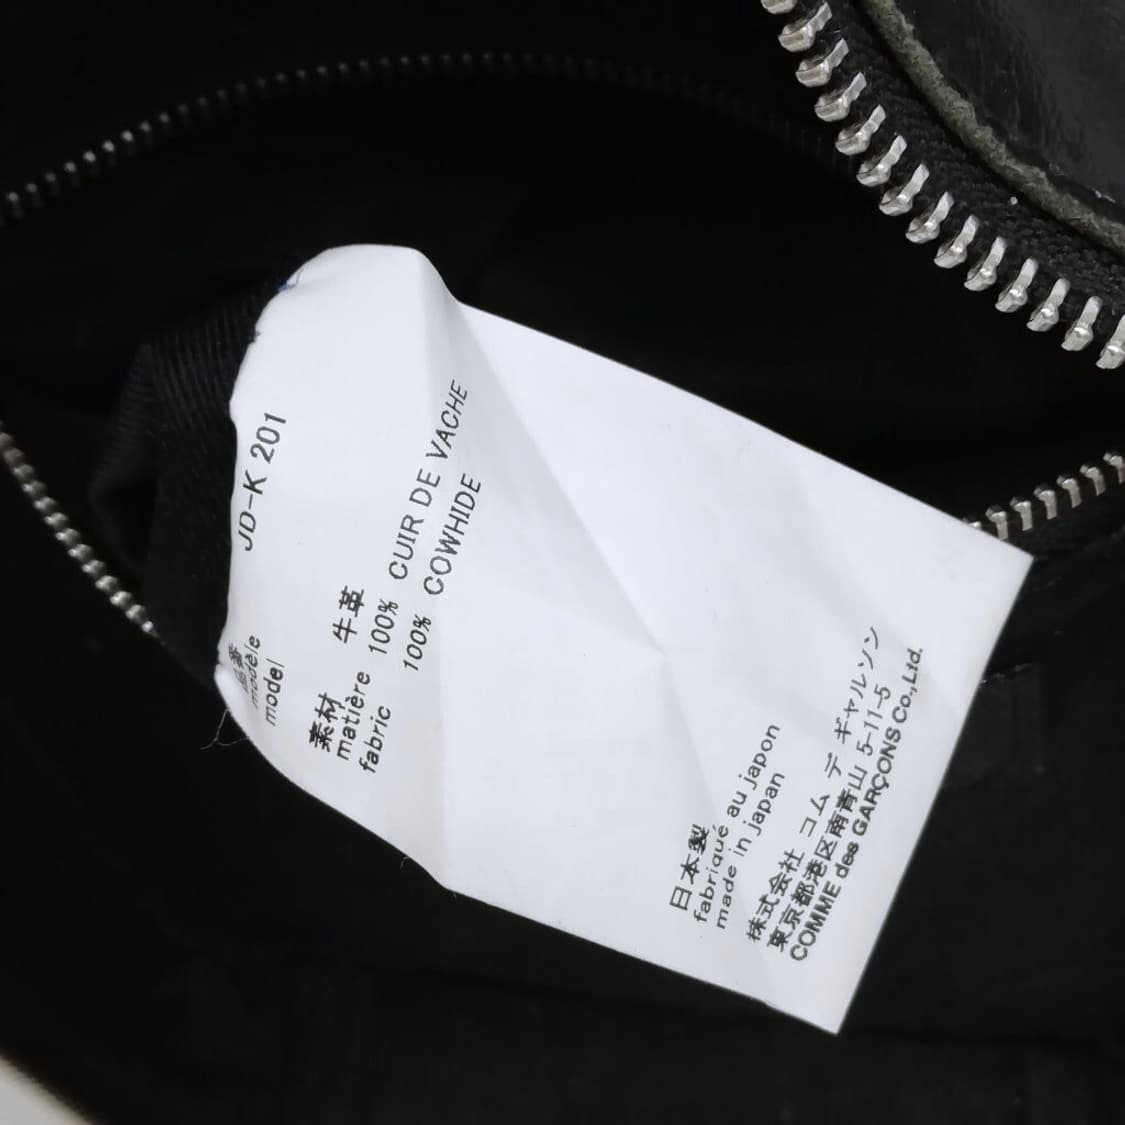 品番
modèle
model JD-K 201
素材 牛革
matière 100% CUIR DE VACHE
fabric 100% COWHIDE
日本製
fabriqué au japon
made in japan
株式会社 コム デ ギャルソン
東京都港区南青山 5-11-5
COMME des GARÇONS Co.,Ltd.